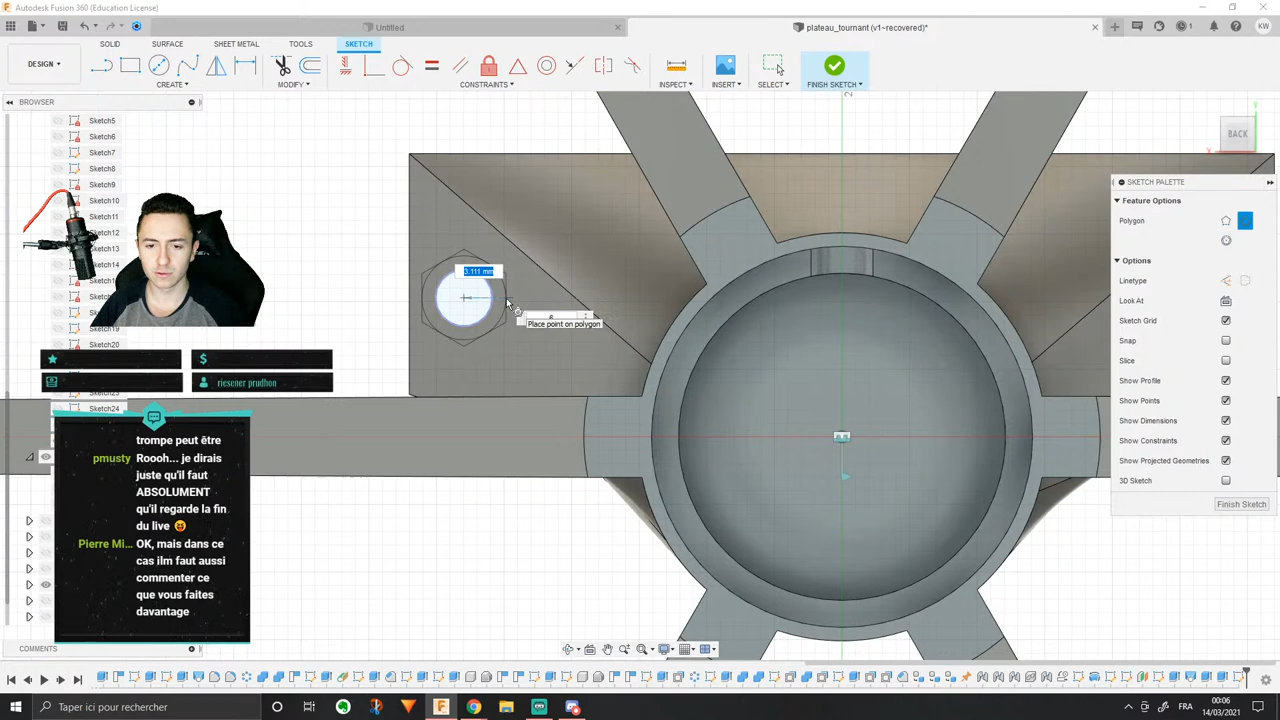 Autodesk Fusion 360 (Education License)
Untitled
plateau_tournant (v1~recovered)*
1
KW
SOLID
SURFACE
SHEET METAL
TOOLS
SKETCH
DESIGN
CREATE
MODIFY
CONSTRAINTS
INSPECT
INSERT
SELECT
FINISH SKETCH
BROWSER
Sketch5
Sketch6
Sketch7
Sketch8
Sketch9
Sketch10
Sketch11
Sketch12
Sketch13
Sketch20
Sketch24
3.111 mm
6
Place point on polygon
BACK
SKETCH PALETTE
Feature Options
Polygon
Options
Linetype
Look At
Sketch Grid
Snap
Slice
Show Profile
Show Points
Show Dimensions
Show Constraints
Show Projected Geometries
3D Sketch
Finish Sketch
riesener prudhon
trompe peut être
pmusty Roooh... je dirais
juste qu'il faut
ABSOLUMENT
qu'il regarde la fin
du live 😝
Pierre Mi... OK, mais dans ce
cas ilm faut aussi
commenter ce
que vous faites
davantage
COMMENTS
Taper ici pour rechercher
FRA
00:06
14/03/2021